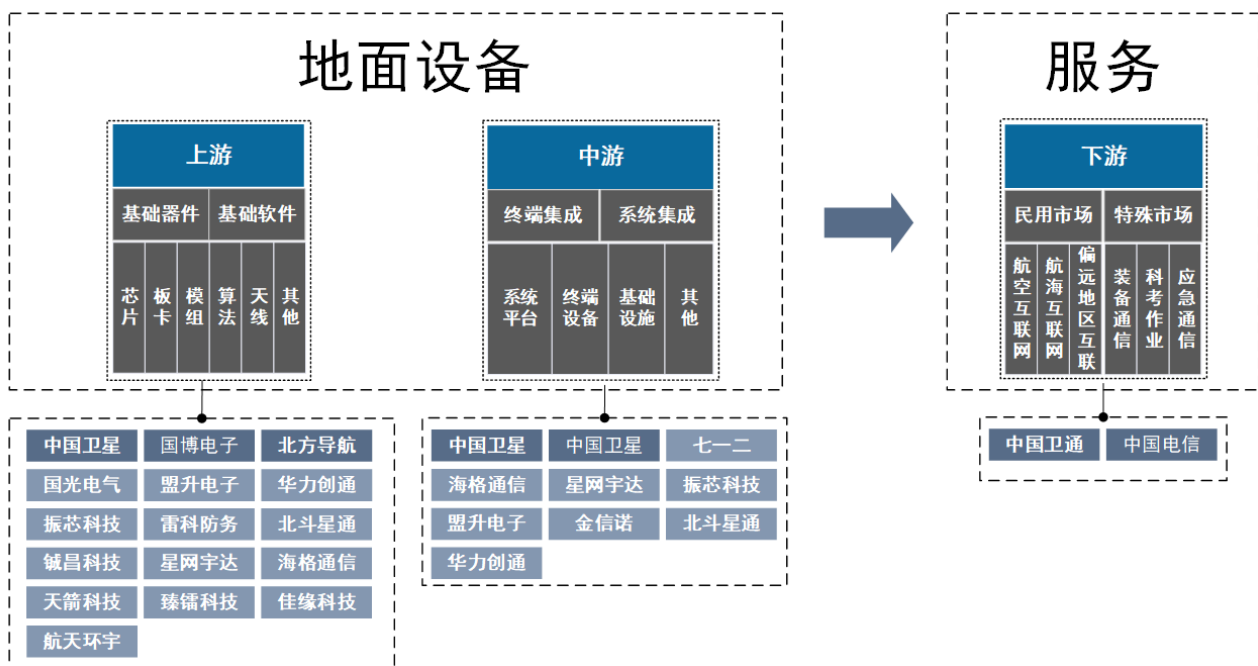 地面设备
服务
上游
基础器件
基础软件
芯片
板卡
模组
算法
天线
其他
中游
终端集成
系统集成
系统
平台
终端
设备
基础
设施
其他
下游
民用市场
特殊市场
航空互联网
航海互联网
偏远地区互联
装备通信
科考作业
应急通信
中国卫星
国博电子
北方导航
国光电气
盟升电子
华力创通
振芯科技
雷科防务
北斗星通
铖昌科技
星网宇达
海格通信
天箭科技
臻镭科技
佳缘科技
航天环宇
中国卫星
中国卫星
七一二
海格通信
星网宇达
振芯科技
盟升电子
金信诺
北斗星通
华力创通
中国卫通
中国电信